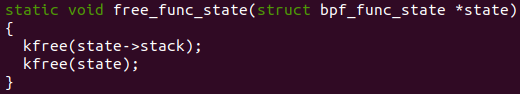 static void free_func_state(struct bpf_func_state *state)
{
  kfree(state->stack);
  kfree(state);
}